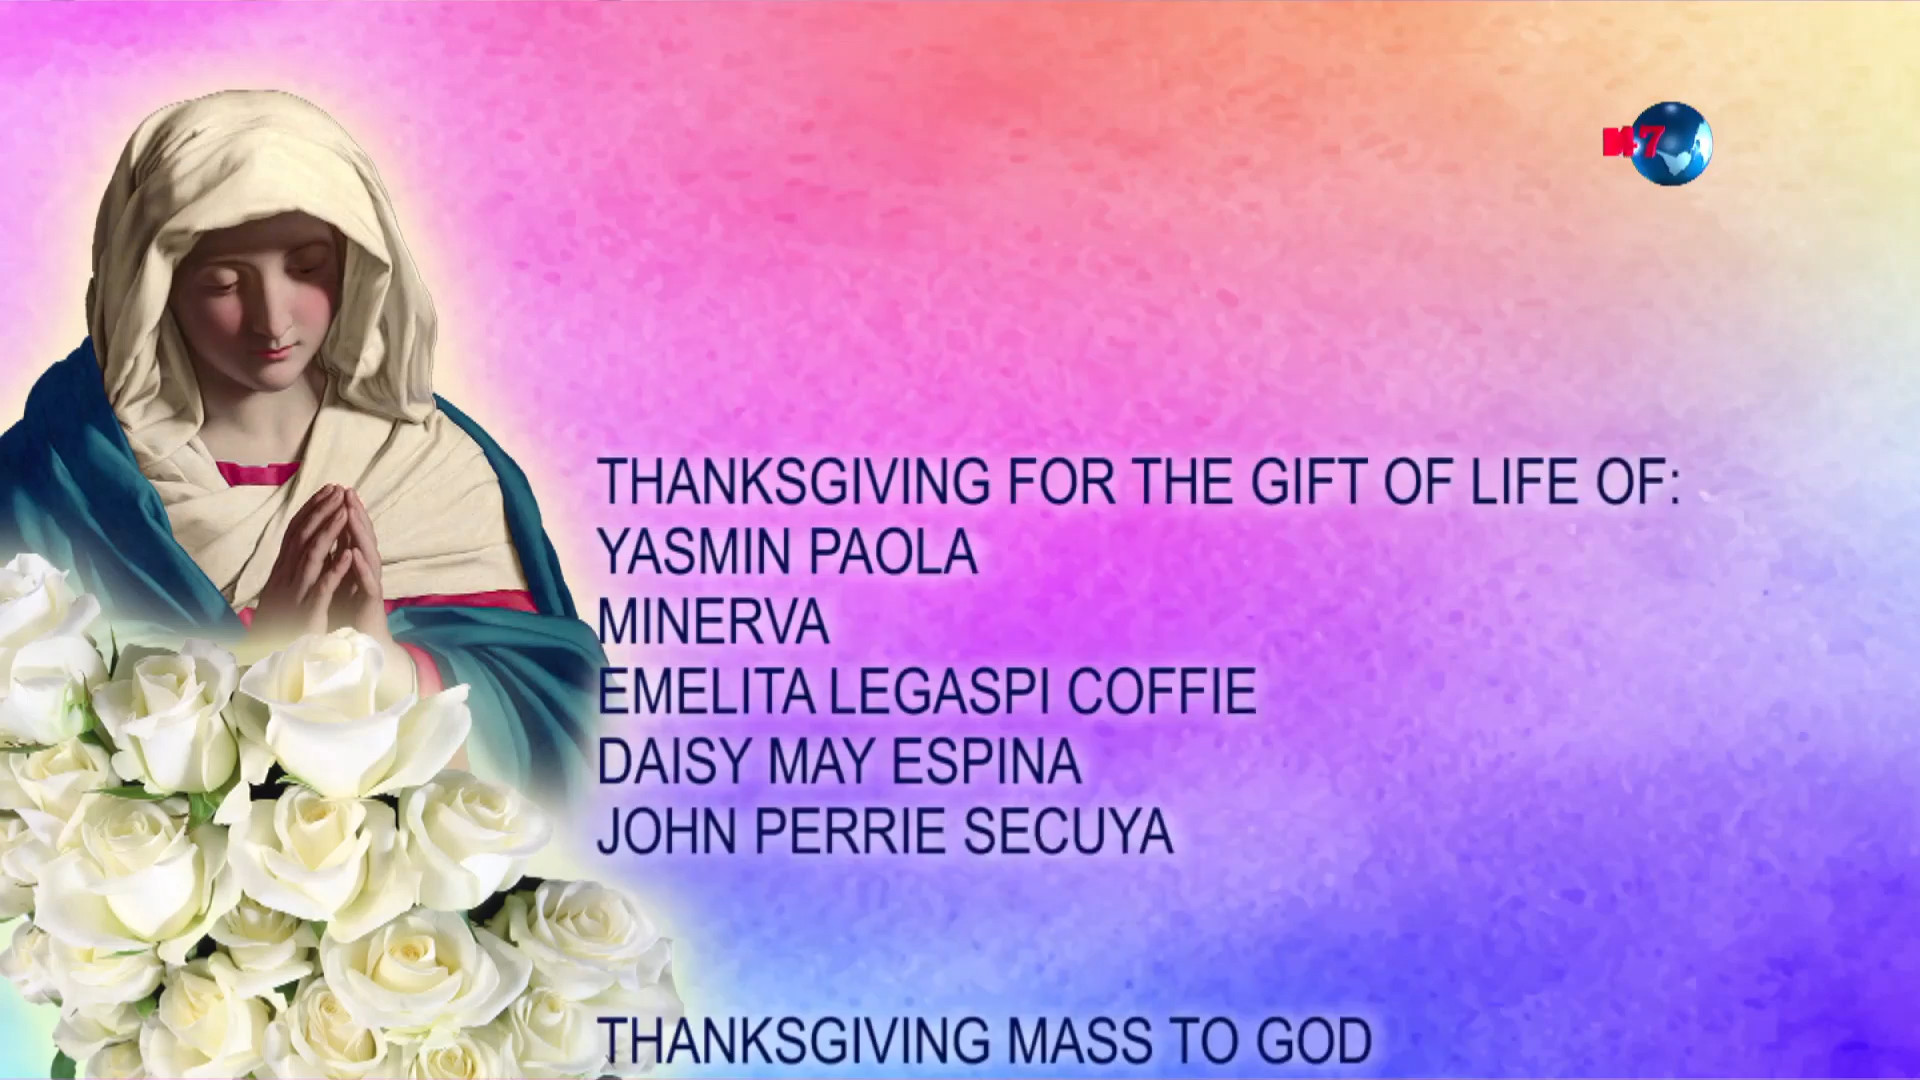 THANKSGIVING FOR THE GIFT OF LIFE OF:
YASMIN PAOLA
MINERVA
EMELITA LEGASPI COFFIE
DAISY MAY ESPINA
JOHN PERRIE SECUYA
THANKSGIVING MASS TO GOD